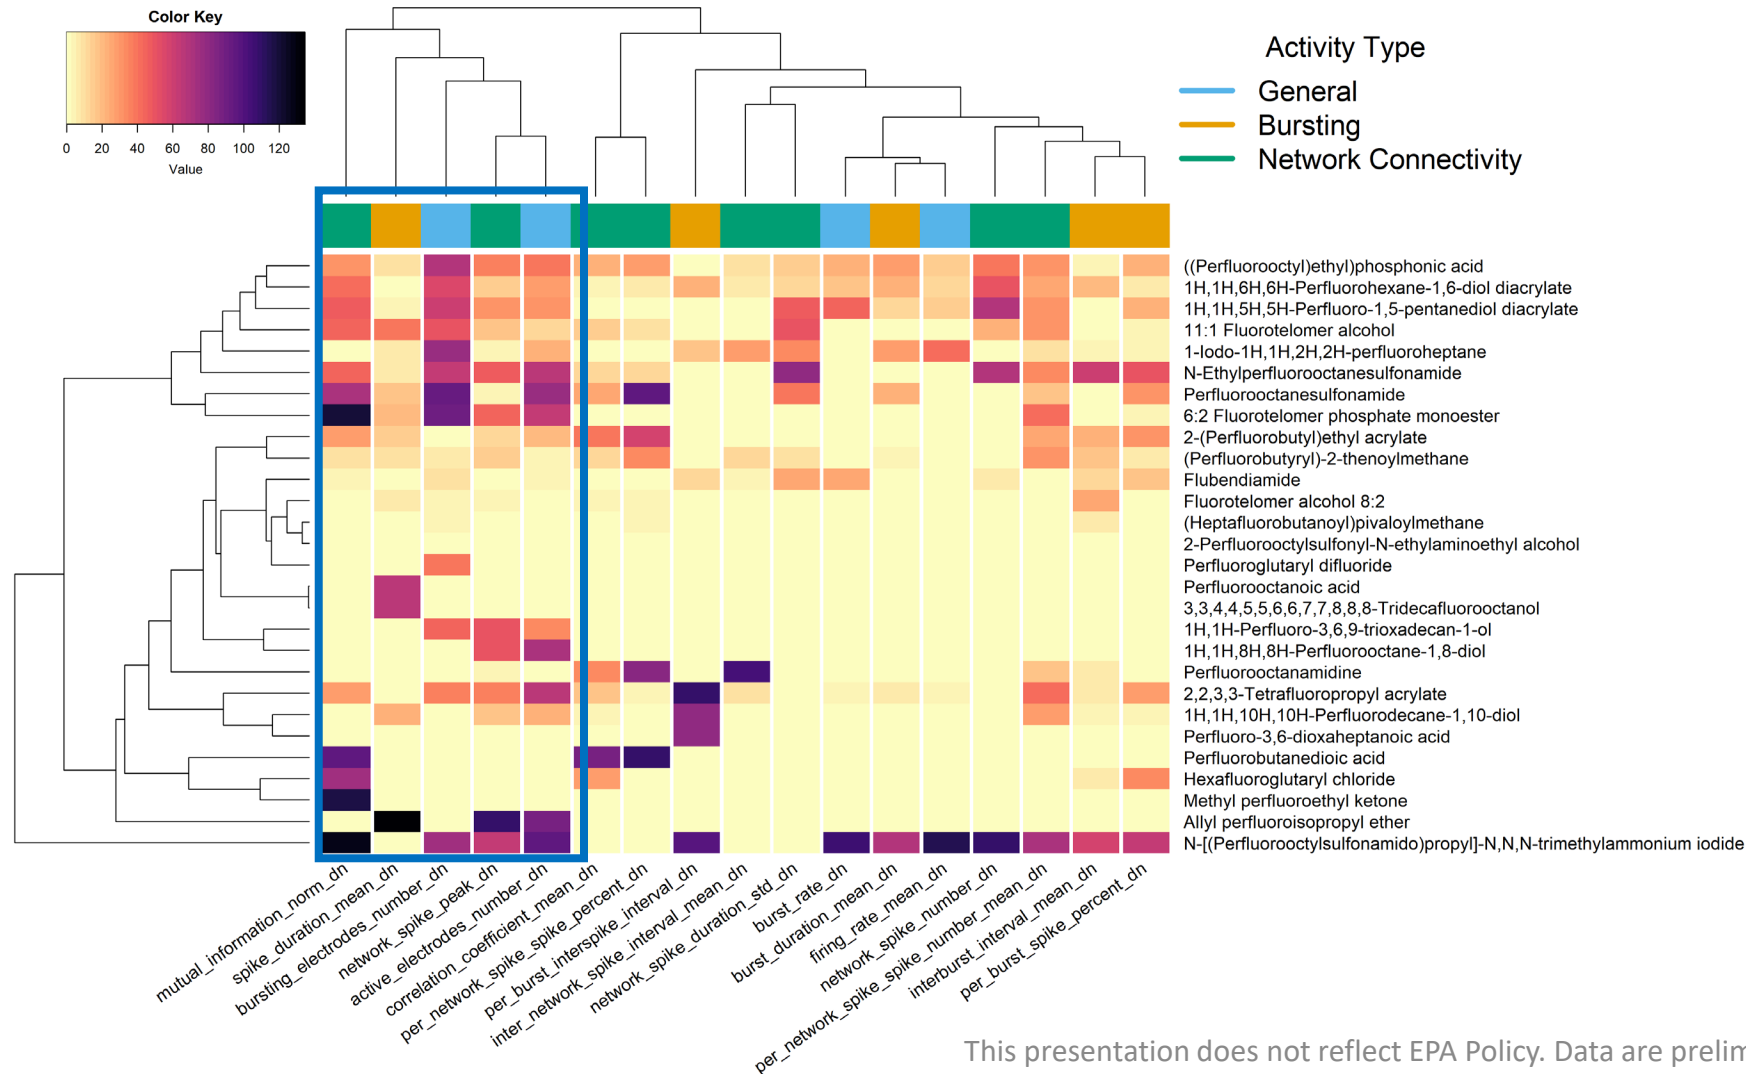 Color Key
0 20 40 60 80 100 120
Value
Activity Type
General
Bursting
Network Connectivity
((Perfluorooctyl)ethyl)phosphonic acid
1H,1H,6H,6H-Perfluorohexane-1,6-diol diacrylate
1H,1H,5H,5H-Perfluoro-1,5-pentanediol diacrylate
11:1 Fluorotelomer alcohol
1-Iodo-1H,1H,2H,2H-perfluoroheptane
N-Ethylperfluorooctanesulfonamide
Perfluorooctanesulfonamide
6:2 Fluorotelomer phosphate monoester
2-(Perfluorobutyl)ethyl acrylate
(Perfluorobutyryl)-2-thenoylmethane
Flubendiamide
Fluorotelomer alcohol 8:2
(Heptafluorobutanoyl)pivaloylmethane
2-Perfluorooctylsulfonyl-N-ethylaminoethyl alcohol
Perfluoroglutaryl difluoride
Perfluorooctanoic acid
3,3,4,4,5,5,6,6,7,7,8,8,8-Tridecafluorooctanol
1H,1H-Perfluoro-3,6,9-trioxadecan-1-ol
1H,1H,8H,8H-Perfluorooctane-1,8-diol
Perfluorooctanamidine
2,2,3,3-Tetrafluoropropyl acrylate
1H,1H,10H,10H-Perfluorodecane-1,10-diol
Perfluoro-3,6-dioxaheptanoic acid
Perfluorobutanedioic acid
Hexafluoroglutaryl chloride
Methyl perfluoroethyl ketone
Allyl perfluoroisopropyl ether
N-[(Perfluorooctylsulfonamido)propyl]-N,N,N-trimethylammonium iodide
mutual_information_norm_dn
spike_duration_mean_dn
bursting_electrodes_number_dn
network_spike_peak_dn
active_electrodes_number_dn
correlation_coefficient_mean_dn
per_network_spike_spike_percent_dn
per_burst_interspike_interval_dn
inter_network_spike_interval_mean_dn
network_spike_duration_std_dn
burst_rate_dn
burst_duration_mean_dn
firing_rate_mean_dn
network_spike_number_dn
per_network_spike_spike_number_mean_dn
interburst_interval_mean_dn
per_burst_spike_percent_dn
This presentation does not reflect EPA Policy. Data are prelim